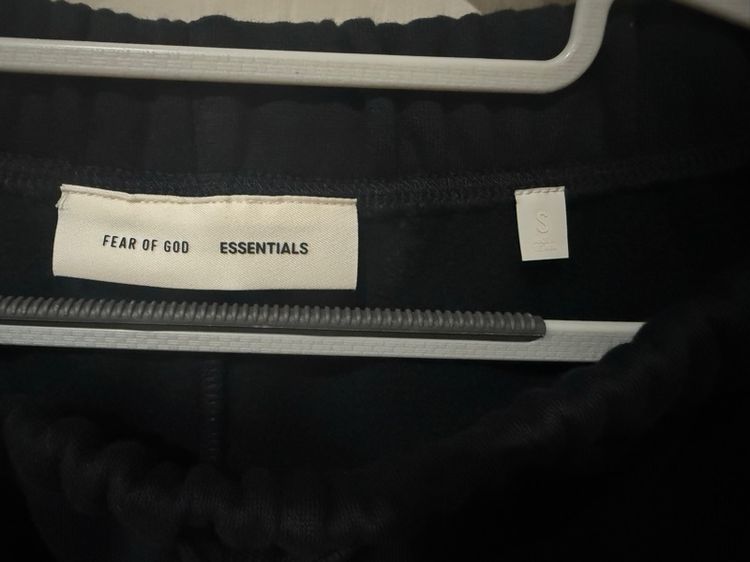 FEAR OF GOD ESSENTIALS
S